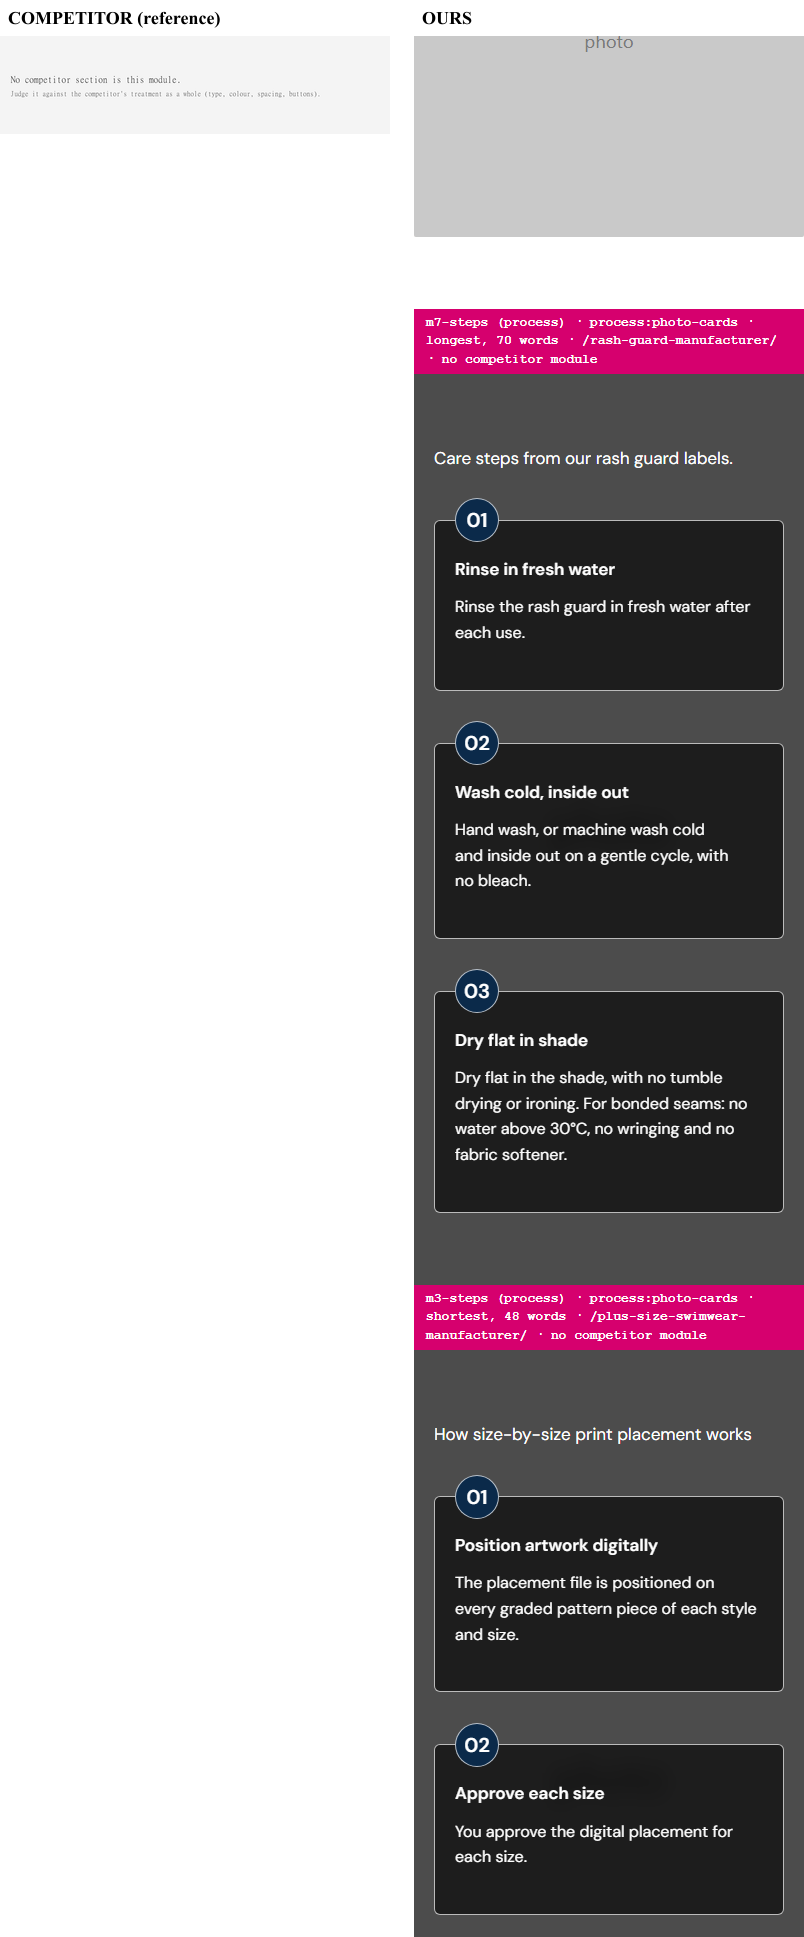 COMPETITOR (reference)
OURS
No competitor section is this module.
Judge it against the competitor's treatment as a whole (type, colour, spacing, buttons).
photo
m7-steps (process) · process:photo-cards ·
longest, 70 words · /rash-guard-manufacturer/
· no competitor module
Care steps from our rash guard labels.
01
Rinse in fresh water
Rinse the rash guard in fresh water after
each use.
02
Wash cold, inside out
Hand wash, or machine wash cold
and inside out on a gentle cycle, with
no bleach.
03
Dry flat in shade
Dry flat in the shade, with no tumble
drying or ironing. For bonded seams: no
water above 30°C, no wringing and no
fabric softener.
m3-steps (process) · process:photo-cards ·
shortest, 48 words · /plus-size-swimwear-
manufacturer/ · no competitor module
How size-by-size print placement works
01
Position artwork digitally
The placement file is positioned on
every graded pattern piece of each style
and size.
02
Approve each size
You approve the digital placement for
each size.